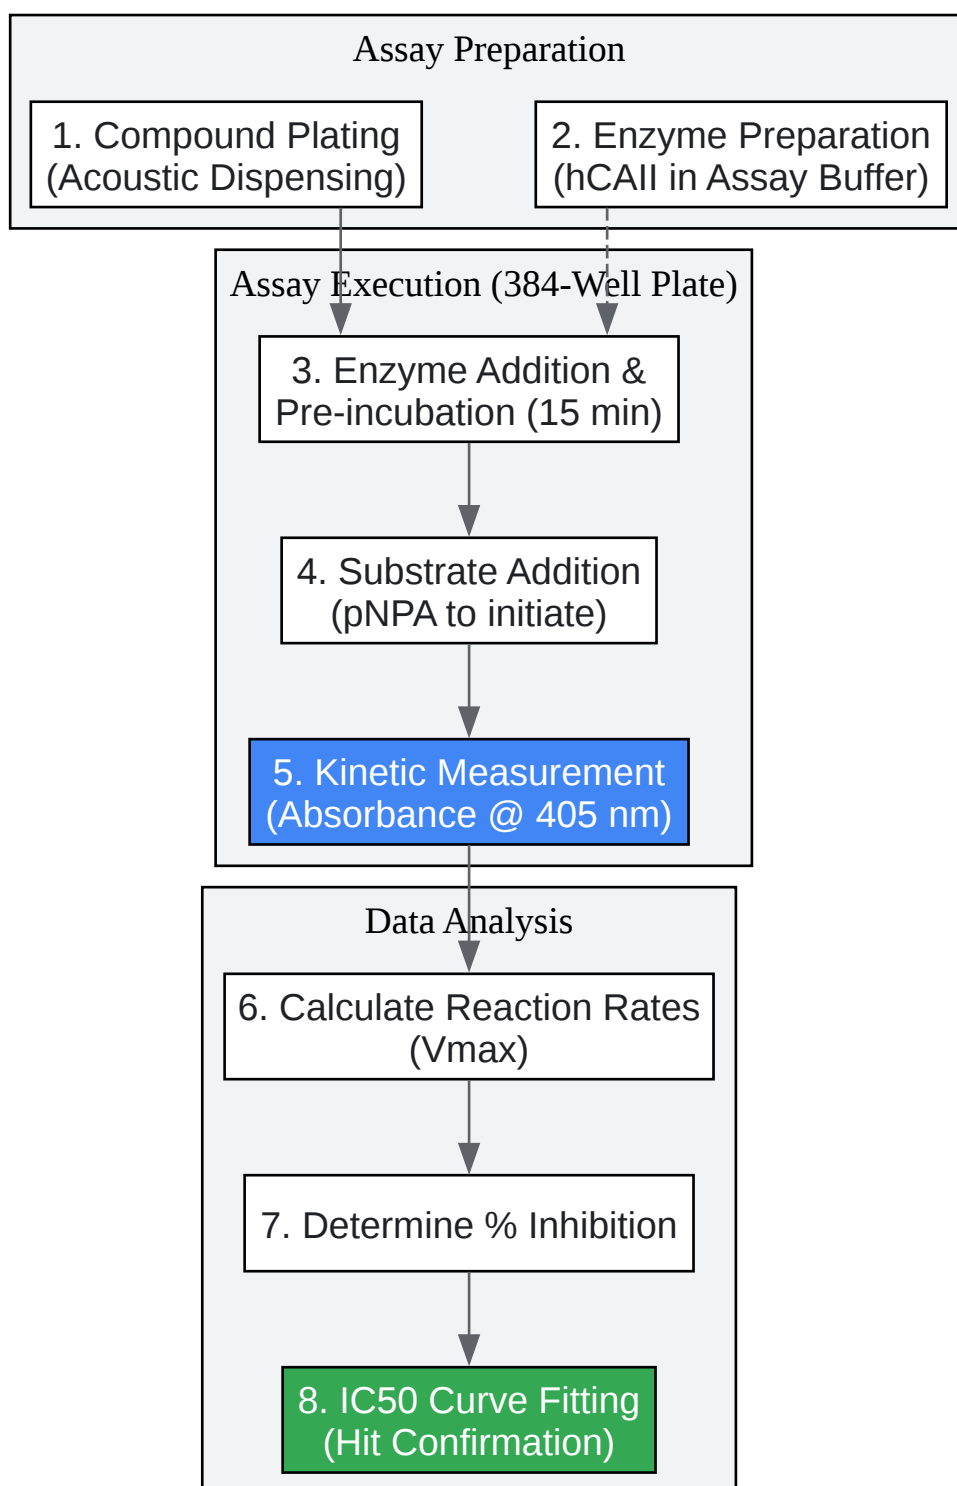 Assay Preparation
1. Compound Plating
(Acoustic Dispensing)
2. Enzyme Preparation
(hCAII in Assay Buffer)
Assay Execution (384-Well Plate)
3. Enzyme Addition &
Pre-incubation (15 min)
4. Substrate Addition
(pNPA to initiate)
5. Kinetic Measurement
(Absorbance @ 405 nm)
Data Analysis
6. Calculate Reaction Rates
(Vmax)
7. Determine % Inhibition
8. IC50 Curve Fitting
(Hit Confirmation)